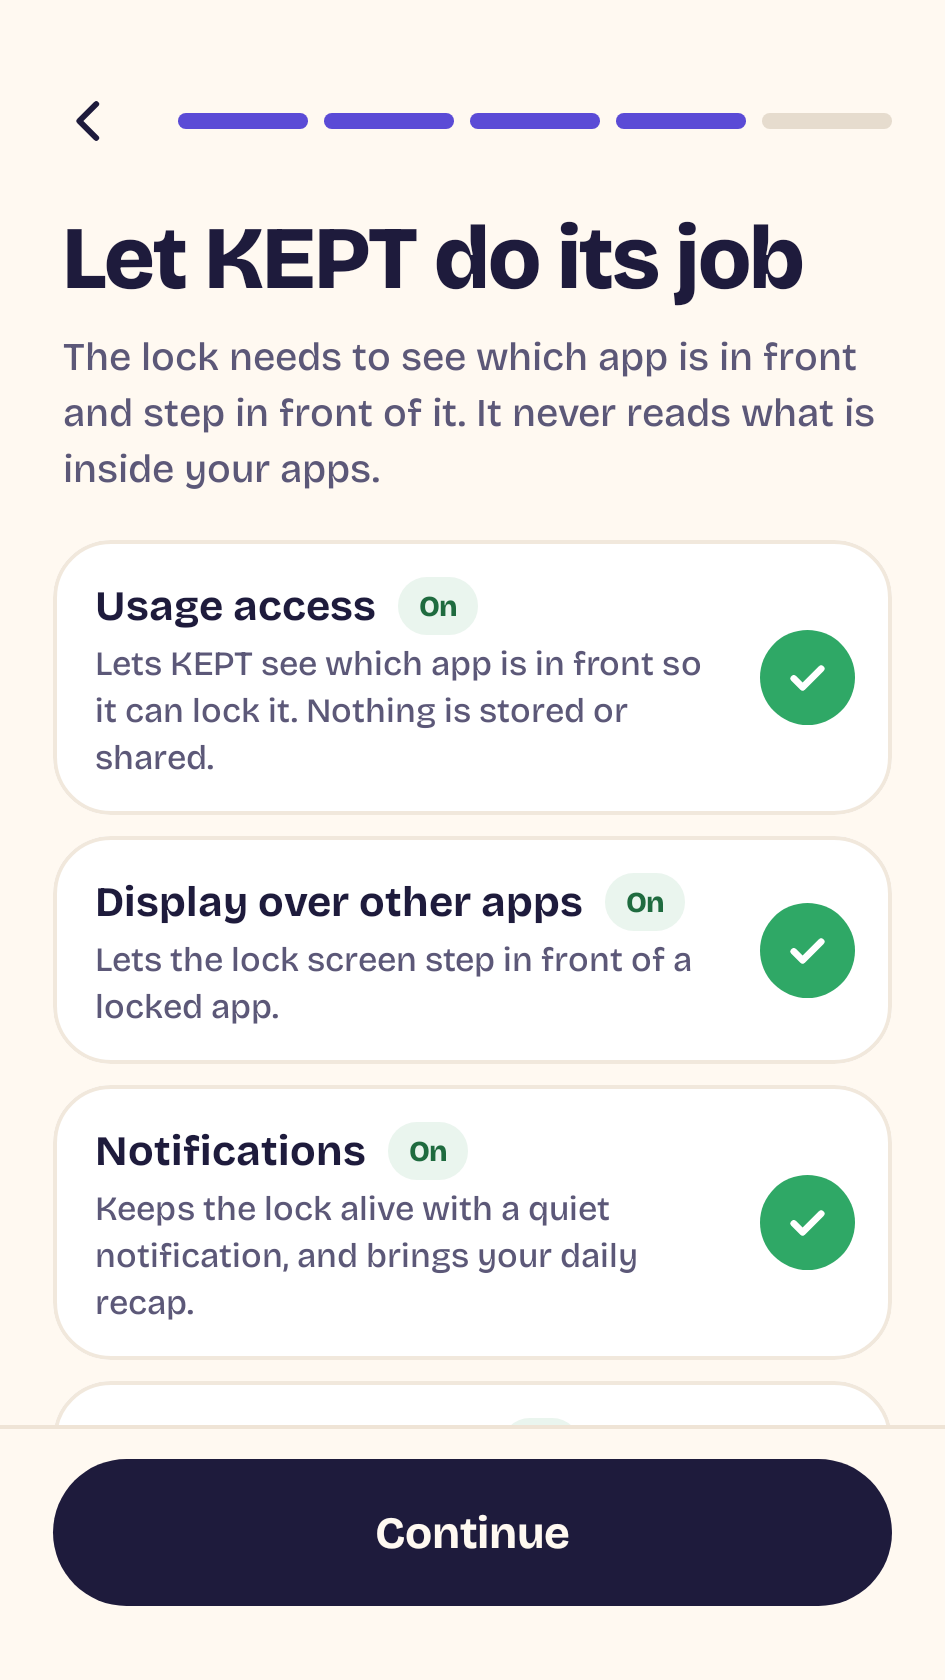 Let KEPT do its job
The lock needs to see which app is in front
and step in front of it. It never reads what is
inside your apps.
Usage access On
Lets KEPT see which app is in front so
it can lock it. Nothing is stored or
shared.
Display over other apps On
Lets the lock screen step in front of a
locked app.
Notifications On
Keeps the lock alive with a quiet
notification, and brings your daily
recap.
Continue